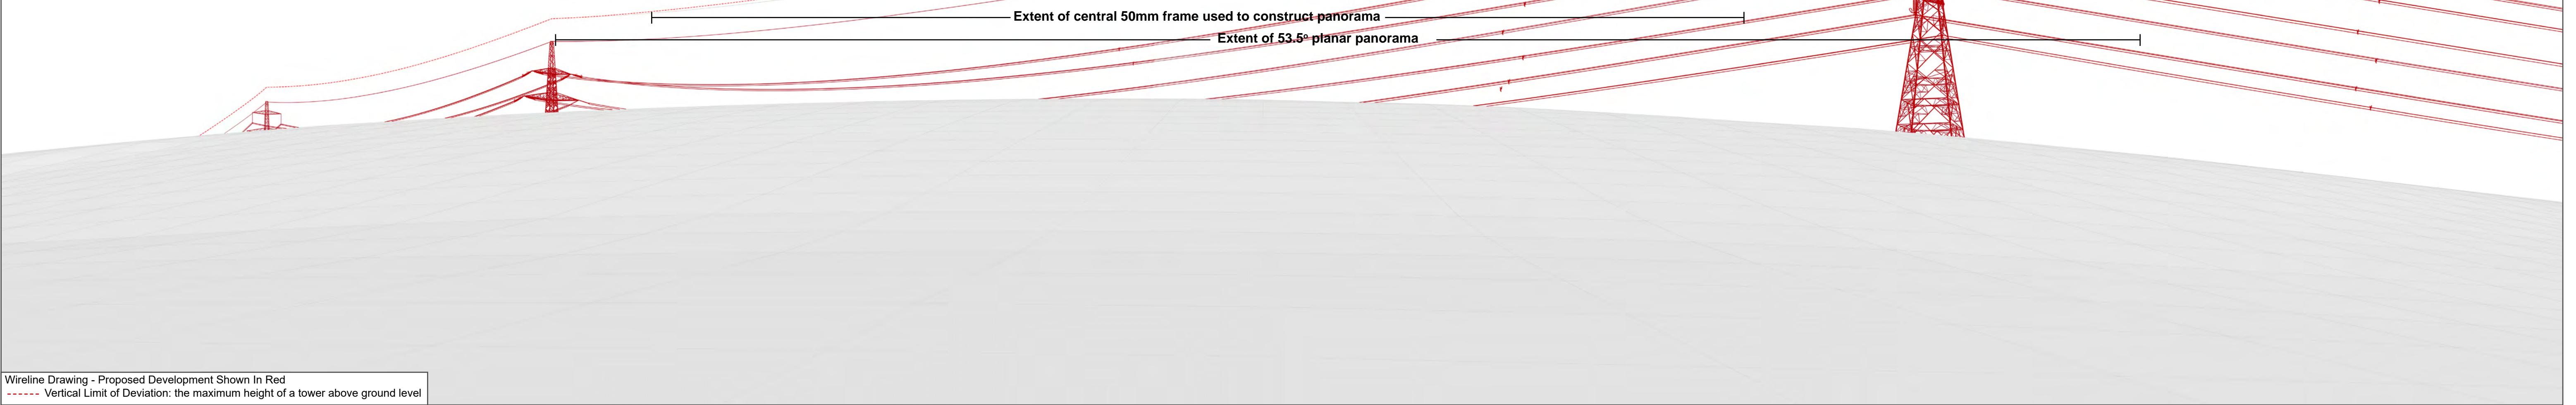 Extent of central 50mm frame used to construct panorama
Extent of 53.5º planar panorama
Wireline Drawing - Proposed Development Shown In Red
Vertical Limit of Deviation: the maximum height of a tower above ground level